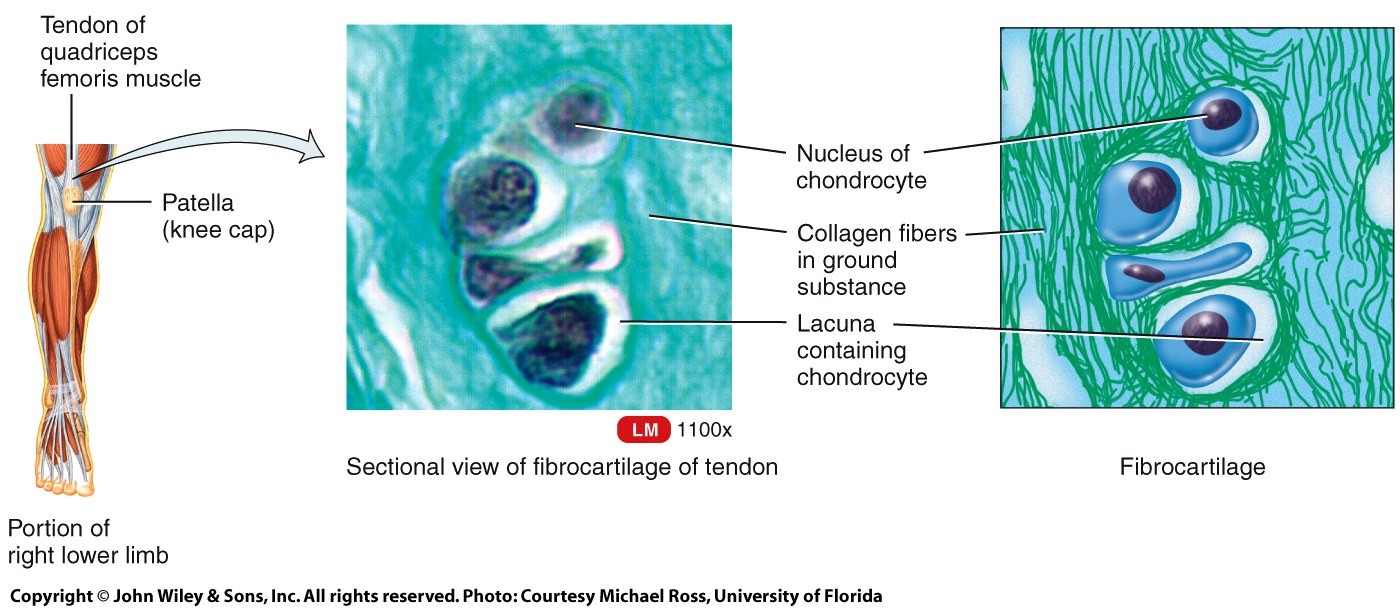 Tendon of
quadriceps
femoris muscle
Patella
(knee cap)
Portion of
right lower limb
Nucleus of
chondrocyte
Collagen fibers
in ground
substance
Lacuna
containing
chondrocyte
LM 1100x
Sectional view of fibrocartilage of tendon
Fibrocartilage
Copyright © John Wiley & Sons, Inc. All rights reserved. Photo: Courtesy Michael Ross, University of Florida